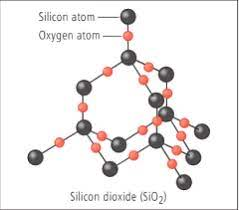 Silicon atom
Oxygen atom
Silicon dioxide (SiO₂)